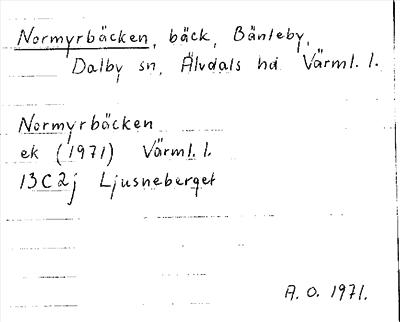 Normyrbäcken, bäck, Bänteby,
Dalby sn, Älvdals hd Värml. l.
Normyrbäcken
ek (1971) Värml. l.
13C2j Ljusneberget
A. O. 1971.